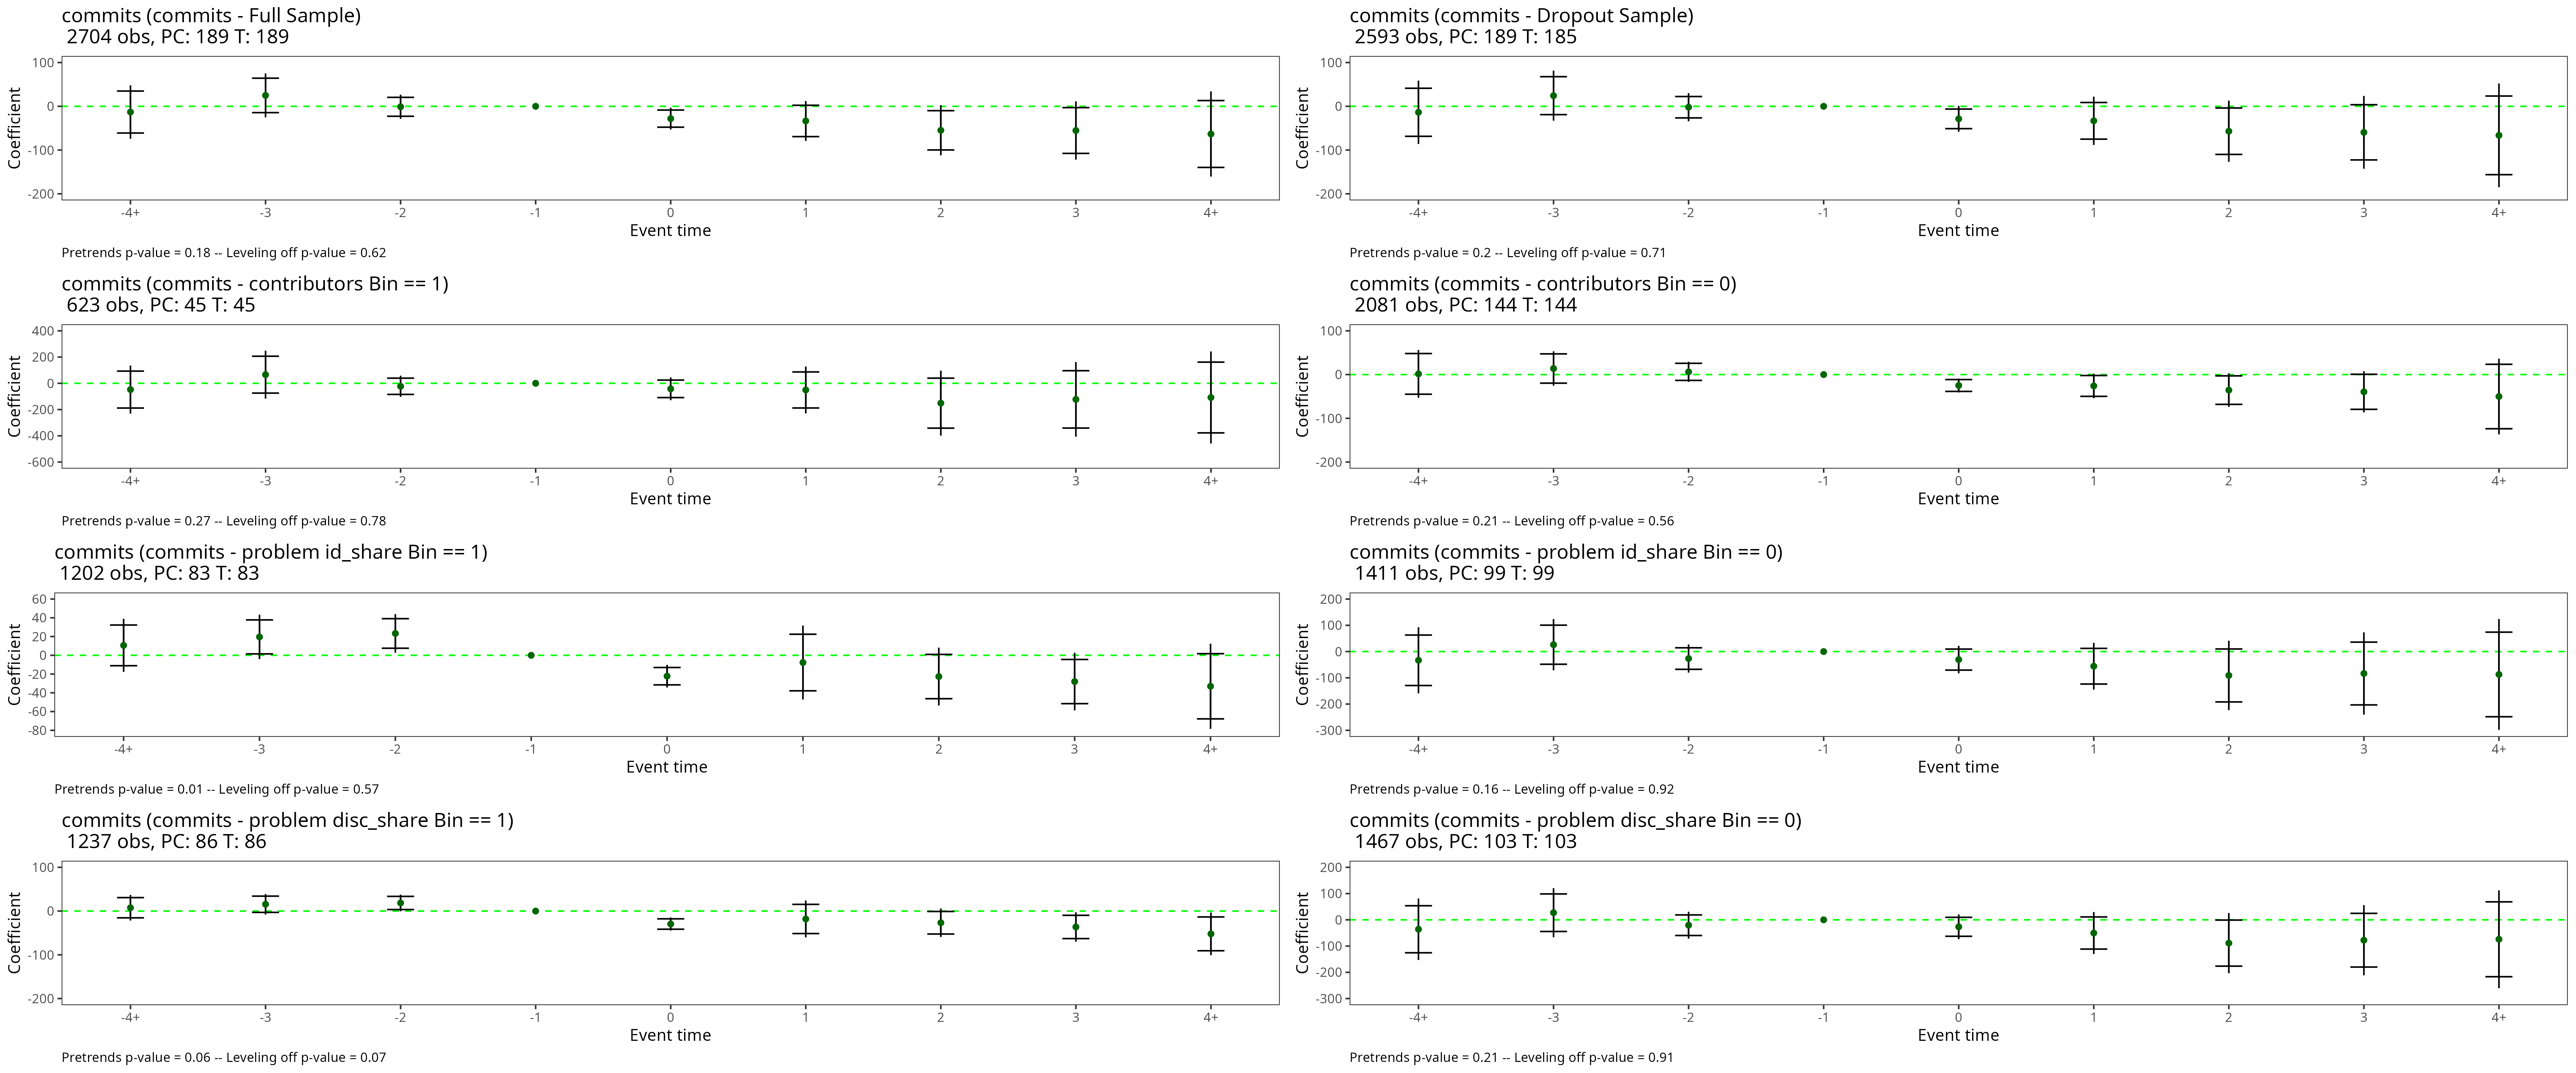 commits (commits - Full Sample)
2704 obs, PC: 189 T: 189
100
0
-100
-200
Coefficient
-4+ -3 -2 -1 0 1 2 3 4+
Event time
Pretrends p-value = 0.18 -- Leveling off p-value = 0.62
commits (commits - Dropout Sample)
2593 obs, PC: 189 T: 185
100
0
-100
-200
Coefficient
-4+ -3 -2 -1 0 1 2 3 4+
Event time
Pretrends p-value = 0.2 -- Leveling off p-value = 0.71
commits (commits - contributors Bin == 1)
623 obs, PC: 45 T: 45
400
200
0
-200
-400
-600
Coefficient
-4+ -3 -2 -1 0 1 2 3 4+
Event time
Pretrends p-value = 0.27 -- Leveling off p-value = 0.78
commits (commits - contributors Bin == 0)
2081 obs, PC: 144 T: 144
100
0
-100
-200
Coefficient
-4+ -3 -2 -1 0 1 2 3 4+
Event time
Pretrends p-value = 0.21 -- Leveling off p-value = 0.56
commits (commits - problem id_share Bin == 1)
1202 obs, PC: 83 T: 83
60
40
20
0
-20
-40
-60
-80
Coefficient
-4+ -3 -2 -1 0 1 2 3 4+
Event time
Pretrends p-value = 0.01 -- Leveling off p-value = 0.57
commits (commits - problem id_share Bin == 0)
1411 obs, PC: 99 T: 99
200
100
0
-100
-200
-300
Coefficient
-4+ -3 -2 -1 0 1 2 3 4+
Event time
Pretrends p-value = 0.16 -- Leveling off p-value = 0.92
commits (commits - problem disc_share Bin == 1)
1237 obs, PC: 86 T: 86
100
0
-100
-200
Coefficient
-4+ -3 -2 -1 0 1 2 3 4+
Event time
Pretrends p-value = 0.06 -- Leveling off p-value = 0.07
commits (commits - problem disc_share Bin == 0)
1467 obs, PC: 103 T: 103
200
100
0
-100
-200
-300
Coefficient
-4+ -3 -2 -1 0 1 2 3 4+
Event time
Pretrends p-value = 0.21 -- Leveling off p-value = 0.91